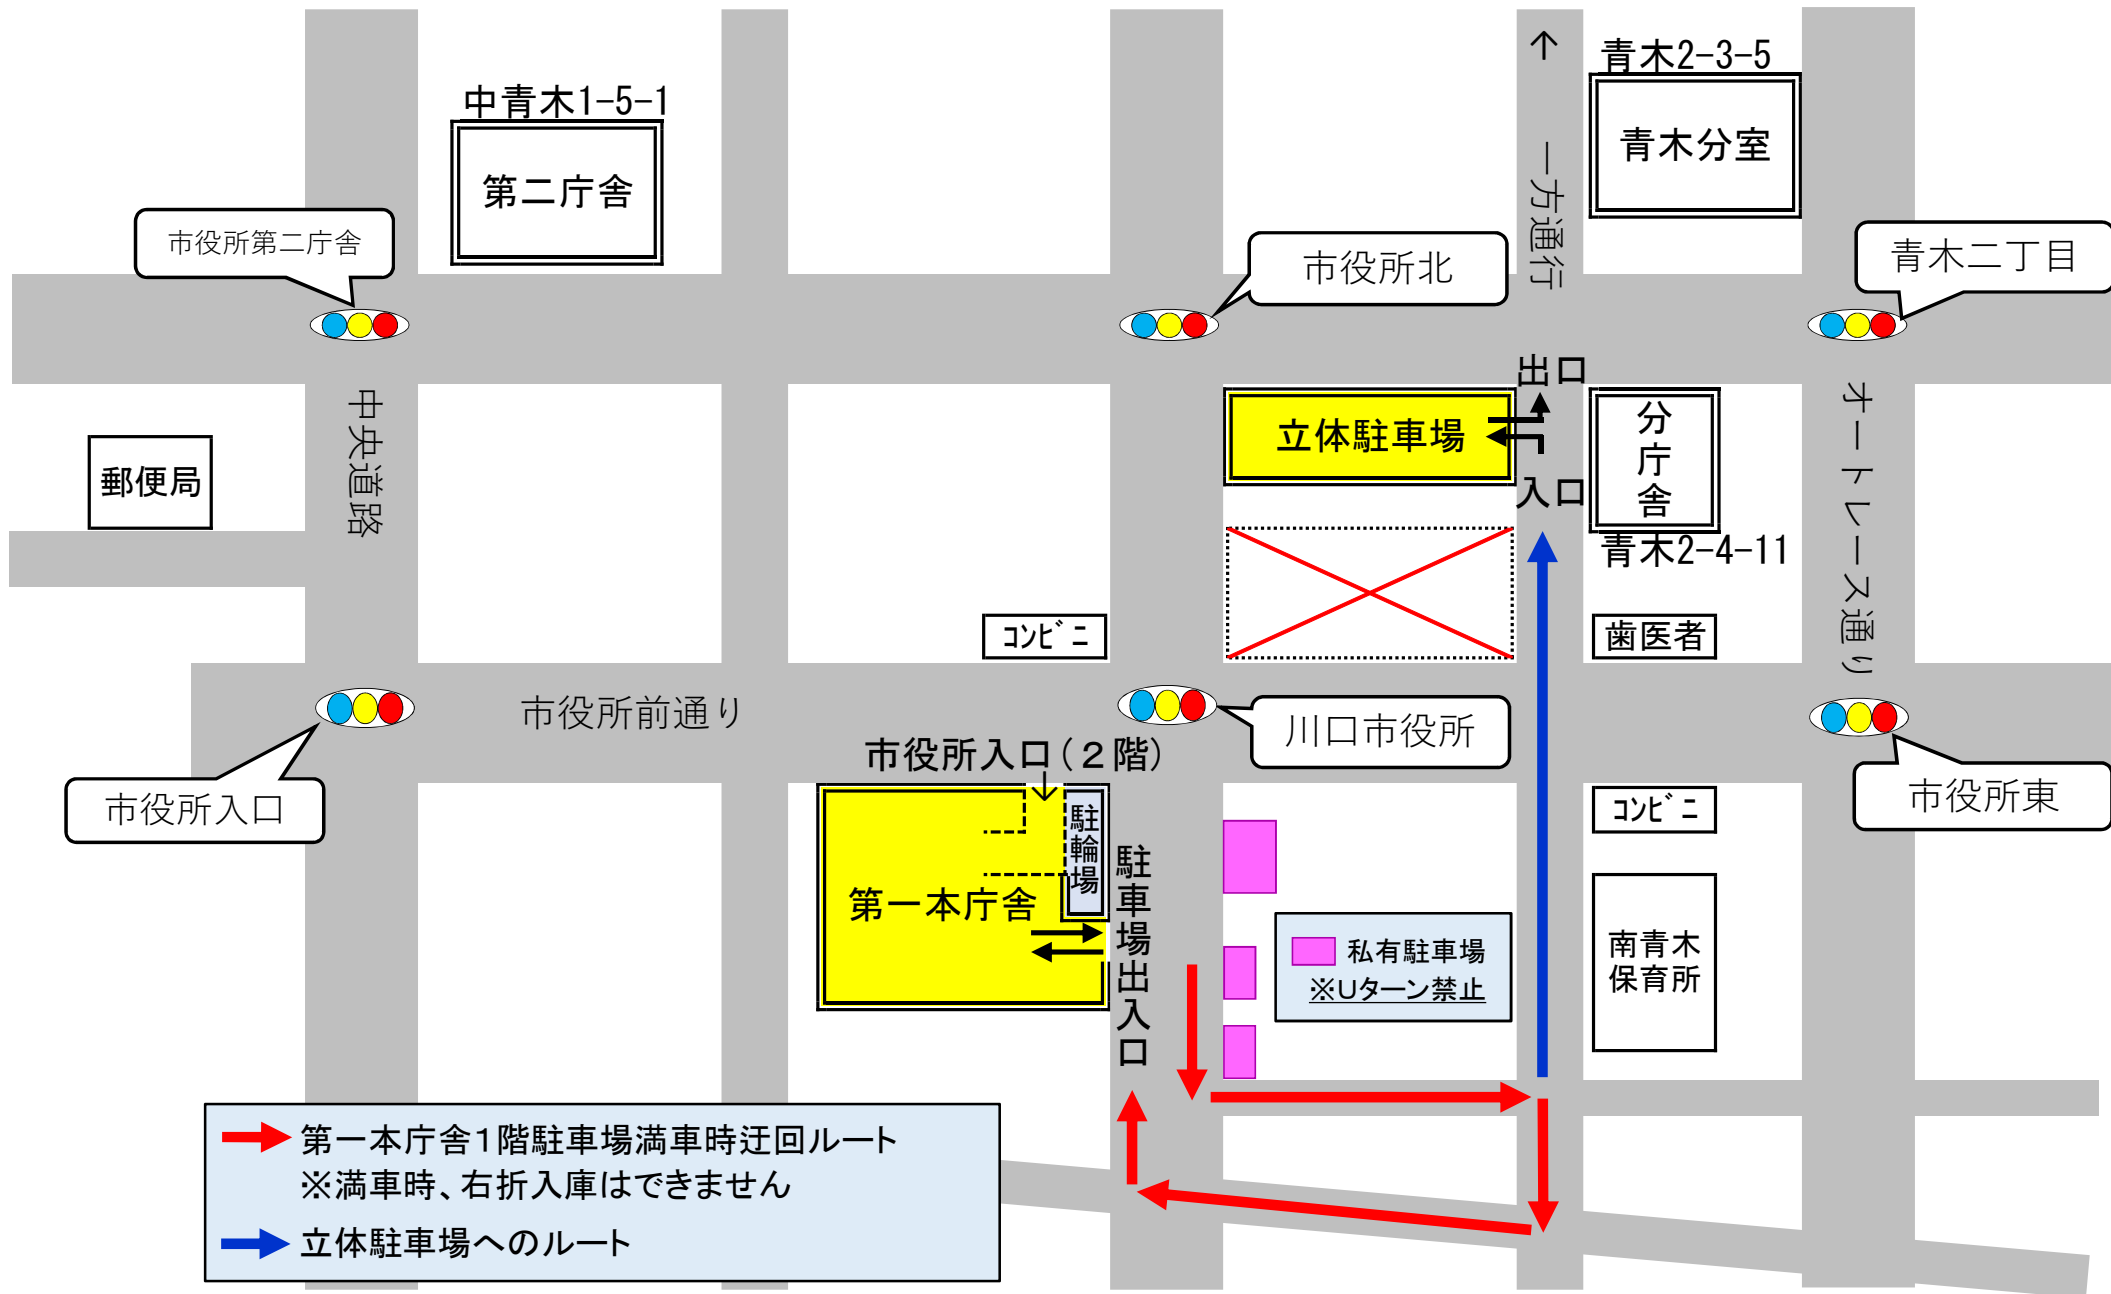 ↑
青木2-3-5
中青木1-5-1
青木分室
第二庁舎
一方通行
市役所第二庁舎
市役所北
青木二丁目
出口
中央道路
立体駐車場
分庁舎
オートレース通り
郵便局
入口
青木2-4-11
コンビニ
歯医者
市役所前通り
川口市役所
市役所入口(２階)
市役所入口
市役所東
コンビニ
駐輪場
第一本庁舎
駐車場出入口
私有駐車場
※Uターン禁止
南青木
保育所
第一本庁舎１階駐車場満車時迂回ルート
※満車時、右折入庫はできません
立体駐車場へのルート